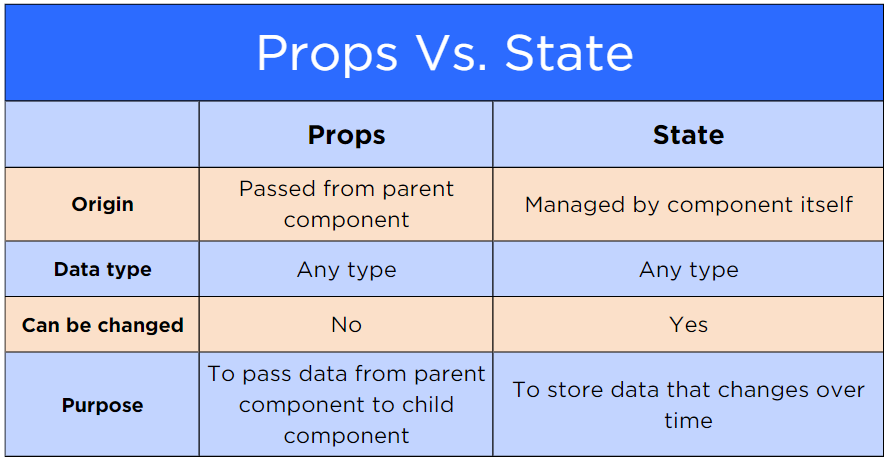 Props Vs. State
Props
State
Origin
Passed from parent
component
Managed by component itself
Data type
Any type
Any type
Can be changed
No
Yes
Purpose
To pass data from parent
component to child
component
To store data that changes over
time